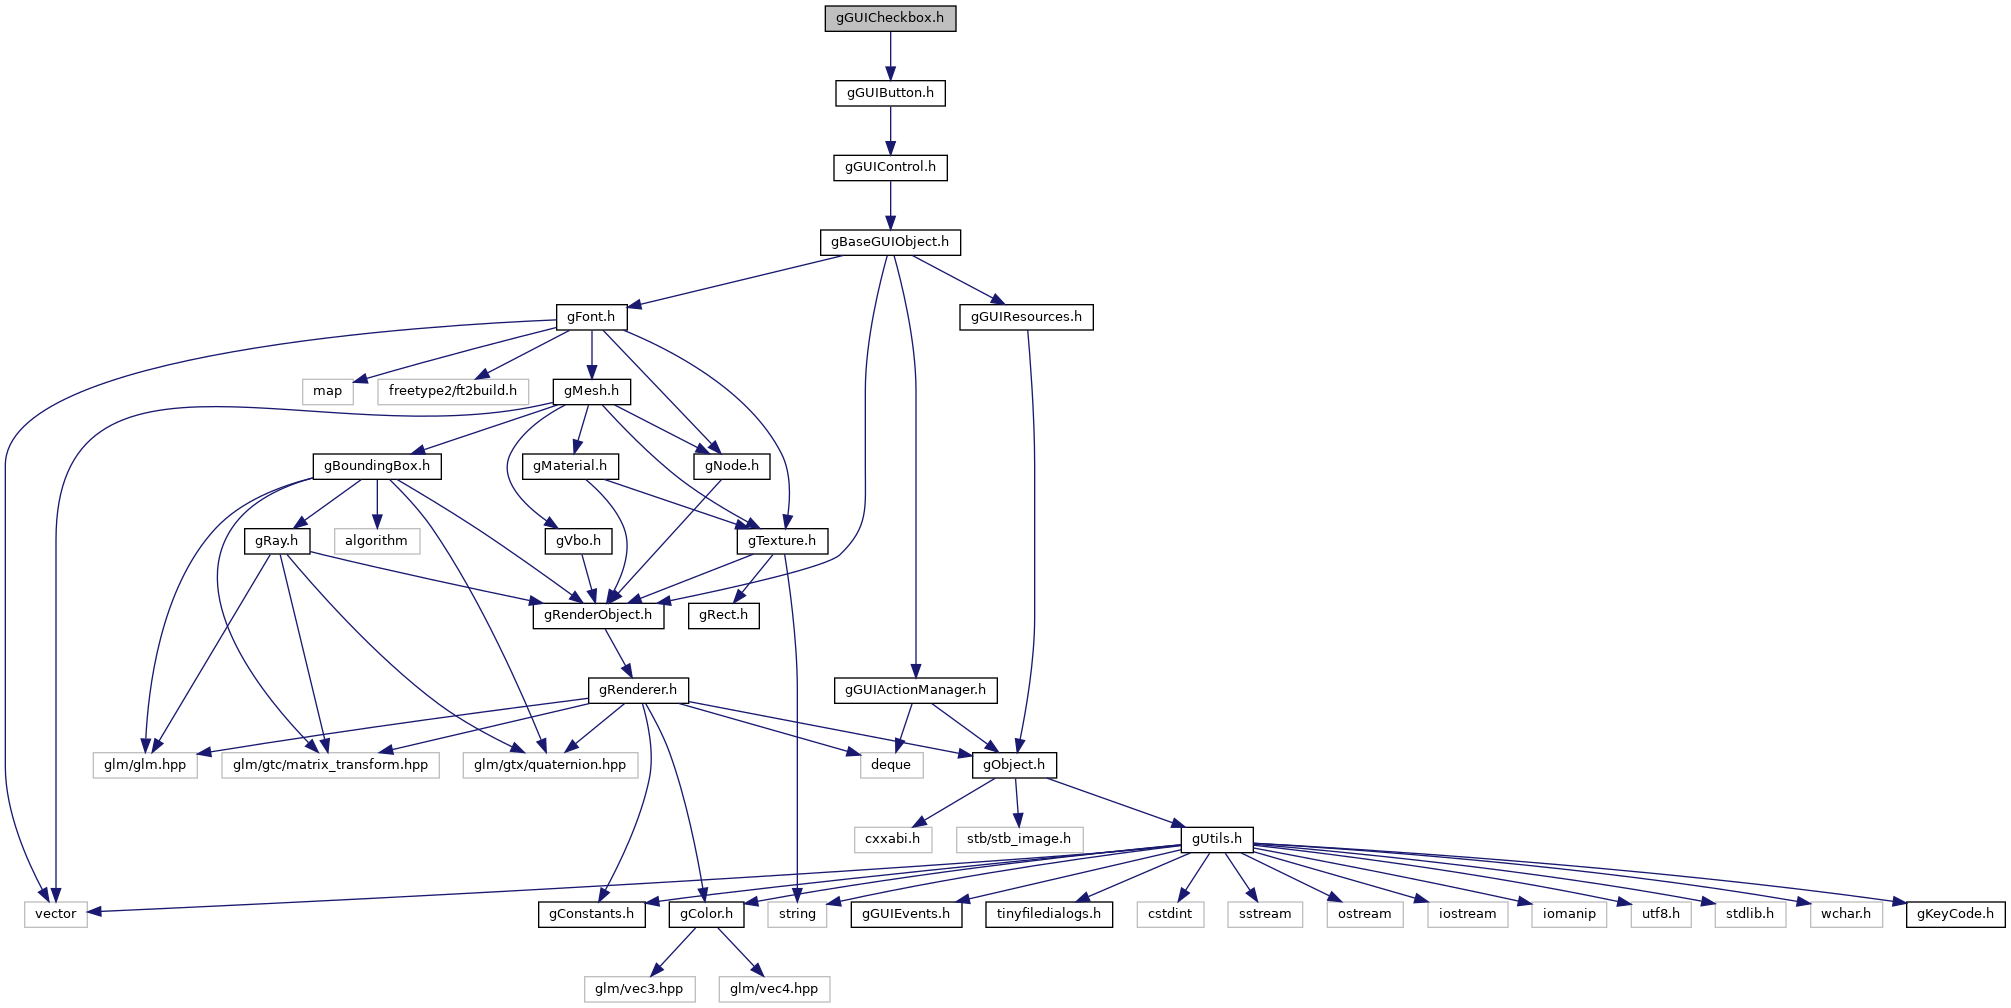 gGUICheckbox.h
gGUIButton.h
gGUIControl.h
gBaseGUIObject.h
gFont.h
gGUIResources.h
map
freetype2/ft2build.h
gMesh.h
gBoundingBox.h
gMaterial.h
gNode.h
gRay.h
algorithm
gVbo.h
gTexture.h
gRenderObject.h
gRect.h
gRenderer.h
gGUIActionManager.h
glm/glm.hpp
glm/gtc/matrix_transform.hpp
glm/gtx/quaternion.hpp
deque
gObject.h
cxxabi.h
stb/stb_image.h
gUtils.h
vector
gConstants.h
gColor.h
string
gGUIEvents.h
tinyfiledialogs.h
cstdint
sstream
ostream
iostream
iomanip
utf8.h
stdlib.h
wchar.h
gKeyCode.h
glm/vec3.hpp
glm/vec4.hpp